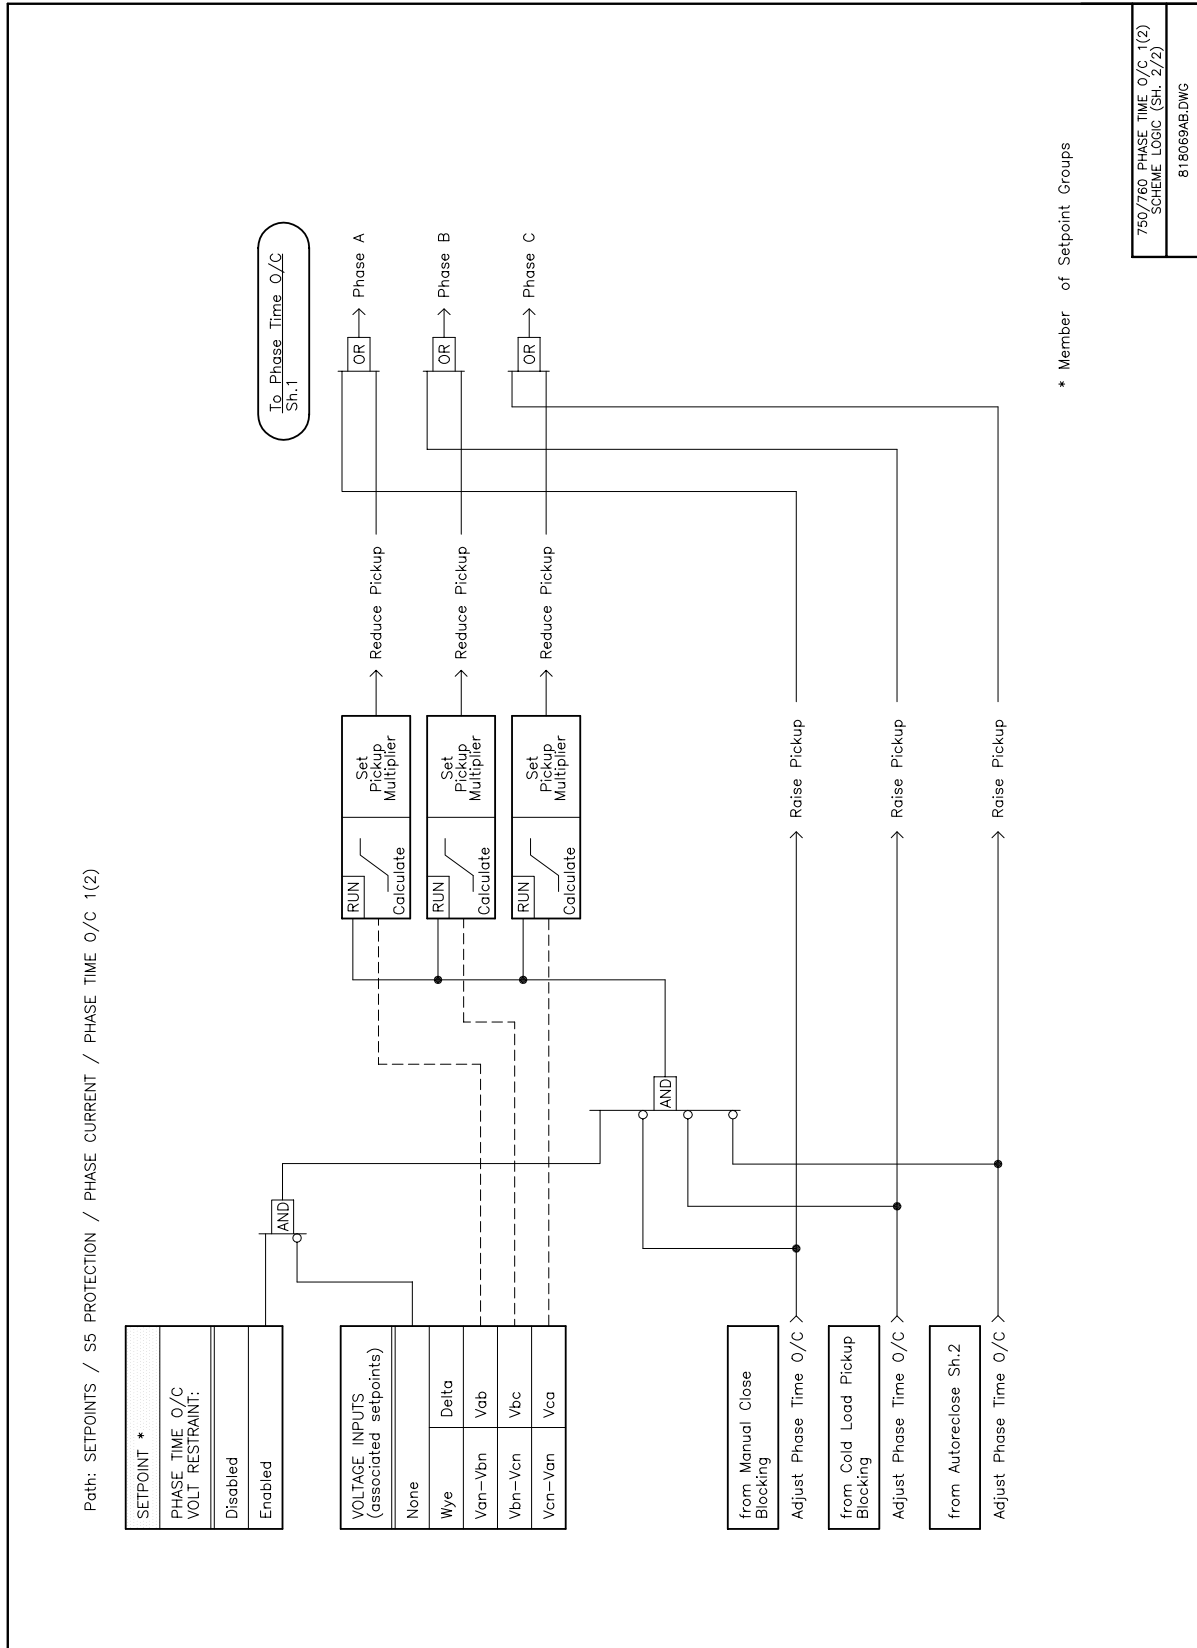 Path: SETPOINTS / S5 PROTECTION / PHASE CURRENT / PHASE TIME O/C 1(2)
SETPOINT *
PHASE TIME O/C
VOLT RESTRAINT:
Disabled
Enabled
AND
VOLTAGE INPUTS
(associated setpoints)
None
Wye
Delta
Van-Vbn
Vab
Vbn-Vcn
Vbc
Vcn-Van
Vca
AND
RUN
Calculate
Set
Pickup
Multiplier
Reduce Pickup
RUN
Calculate
Set
Pickup
Multiplier
Reduce Pickup
RUN
Calculate
Set
Pickup
Multiplier
Reduce Pickup
To Phase Time O/C
Sh.1
OR
Phase A
OR
Phase B
OR
Phase C
from Manual Close
Blocking
Adjust Phase Time O/C
Raise Pickup
from Cold Load Pickup
Blocking
Adjust Phase Time O/C
Raise Pickup
from Autoreclose Sh.2
Adjust Phase Time O/C
Raise Pickup
* Member of Setpoint Groups
750/760 PHASE TIME O/C 1(2)
SCHEME LOGIC (SH. 2/2)
818069AB.DWG